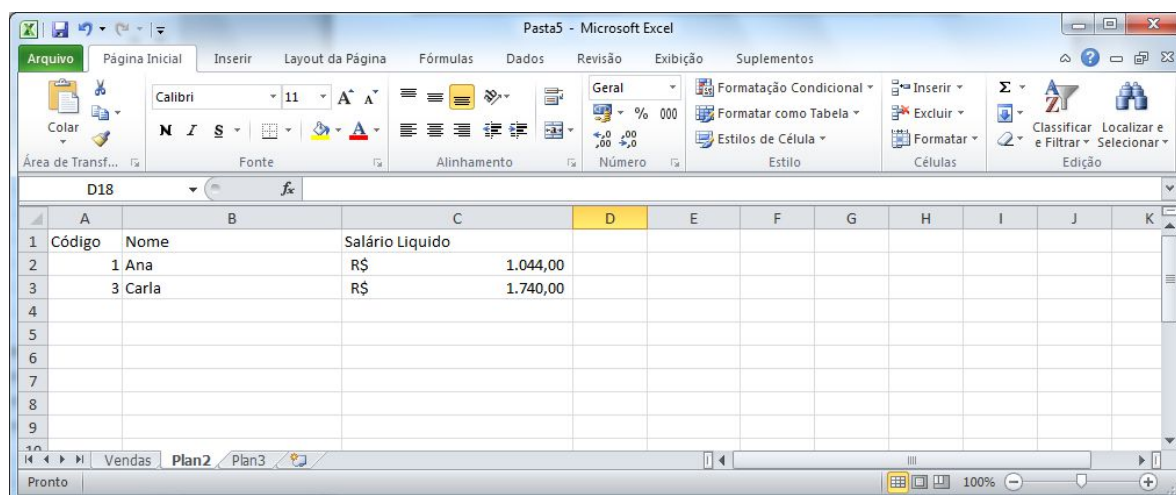 Pasta5 - Microsoft Excel
Arquivo Página Inicial Inserir Layout da Página Fórmulas Dados Revisão Exibição Suplementos
Colar
Área de Transf...
Calibri 11 A A
N I S A
Fonte
Alinhamento
Geral
% 000
,00 ,0
Número
Formatação Condicional
Formatar como Tabela
Estilos de Célula
Estilo
Inserir
Excluir
Formatar
Células
Σ
Classificar e Filtrar
Localizar e Selecionar
Edição
D18 fx
A B C D E F G H I J K
1 Código Nome Salário Liquido
2 1 Ana R$ 1.044,00
3 3 Carla R$ 1.740,00
4
5
6
7
8
9
10
Vendas Plan2 Plan3
Pronto 100%